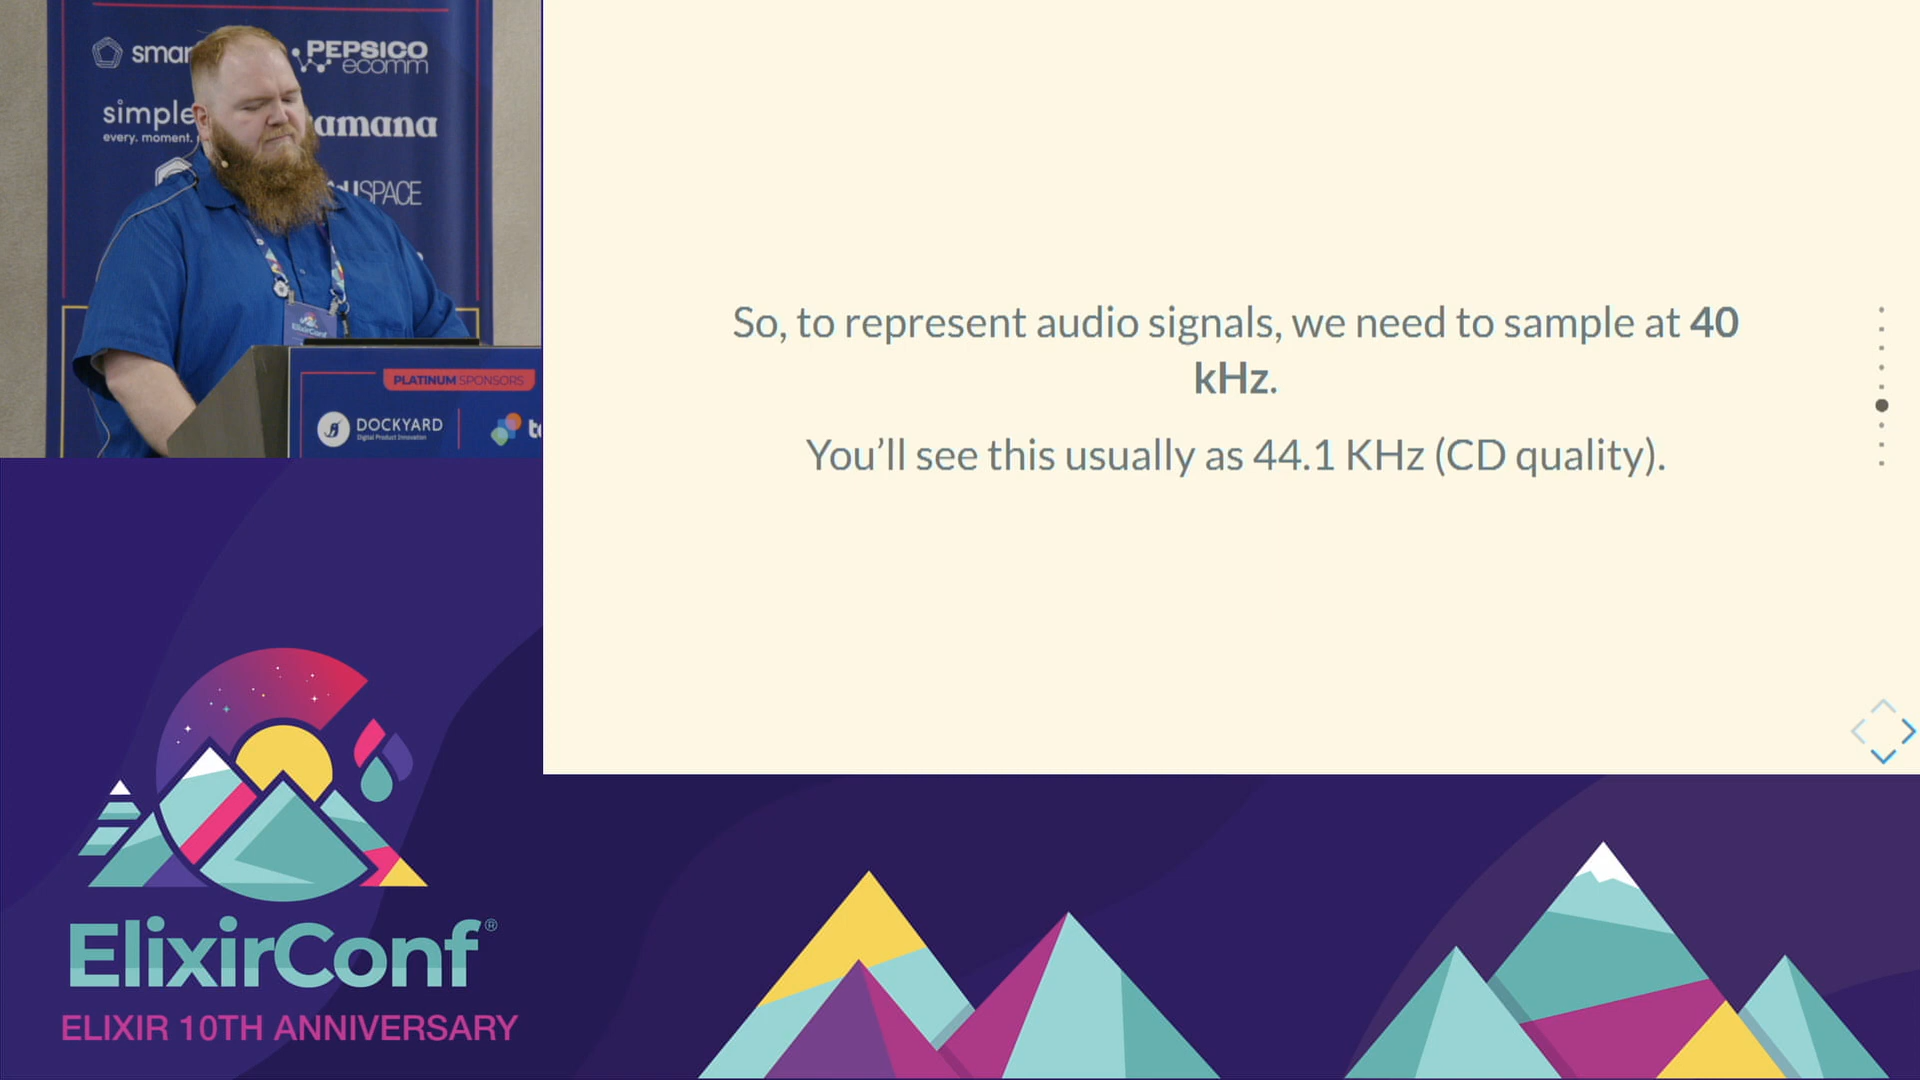 PEPSICO
ecomm
simple
every. moment.
amana
SPACE
ElixirConf
PLATINUM SPONSORS
DOCKYARD
Digital Product Innovation
So, to represent audio signals, we need to sample at 40
kHz.
You’ll see this usually as 44.1 KHz (CD quality).
ElixirConf®
ELIXIR 10TH ANNIVERSARY